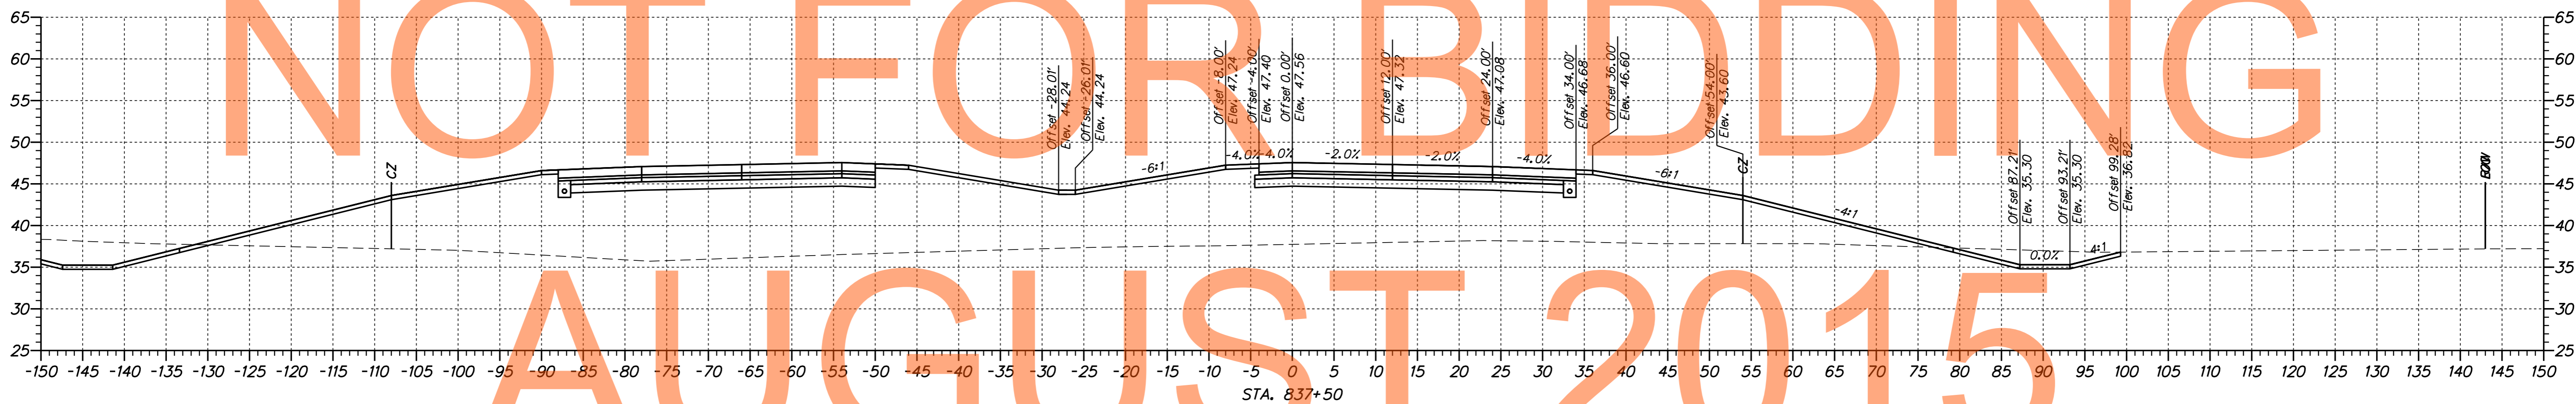 NOT FOR BIDDING
AUGUST 2015
65
60
55
50
45
40
35
30
25
65
60
55
50
45
40
35
30
25
CZ
Offset -28.01'
Elev. 44.24
Offset -26.01'
Elev. 44.24
Offset -8.00'
Elev. 47.24
Offset -4.00'
Elev. 47.40
Offset 0.00'
Elev. 47.56
Offset 12.00'
Elev. 47.32
Offset 24.00'
Elev. 47.08
Offset 34.00'
Elev. 46.68
Offset 36.00'
Elev. 46.60
Offset 54.00'
Elev. 43.60
CZ
Offset 87.21'
Elev. 35.30
Offset 93.21'
Elev. 35.30
Offset 99.28'
Elev. 36.82
-6:1
-4.0%
-4.0%
-2.0%
-2.0%
-4.0%
-6:1
-4:1
0.0%
4:1
-150 -145 -140 -135 -130 -125 -120 -115 -110 -105 -100 -95 -90 -85 -80 -75 -70 -65 -60 -55 -50 -45 -40 -35 -30 -25 -20 -15 -10 -5 0 5 10 15 20 25 30 35 40 45 50 55 60 65 70 75 80 85 90 95 100 105 110 115 120 125 130 135 140 145 150
STA. 837+50